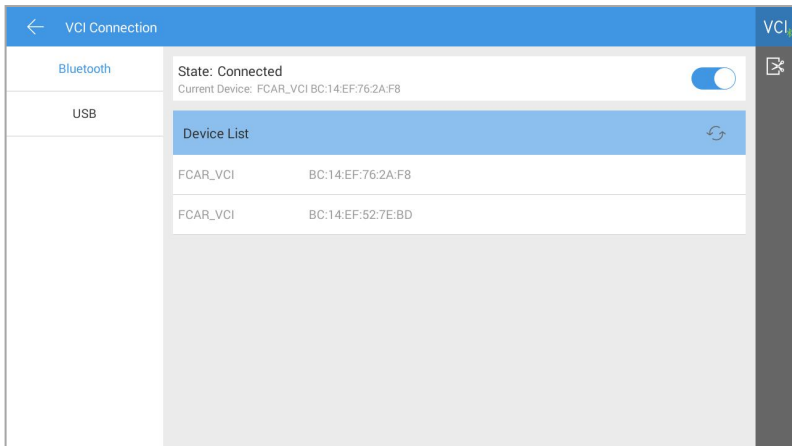 VCI Connection
VCI
Bluetooth
USB
State: Connected
Current Device: FCAR_VCI BC:14:EF:76:2A:F8
Device List
FCAR_VCI BC:14:EF:76:2A:F8
FCAR_VCI BC:14:EF:52:7E:BD